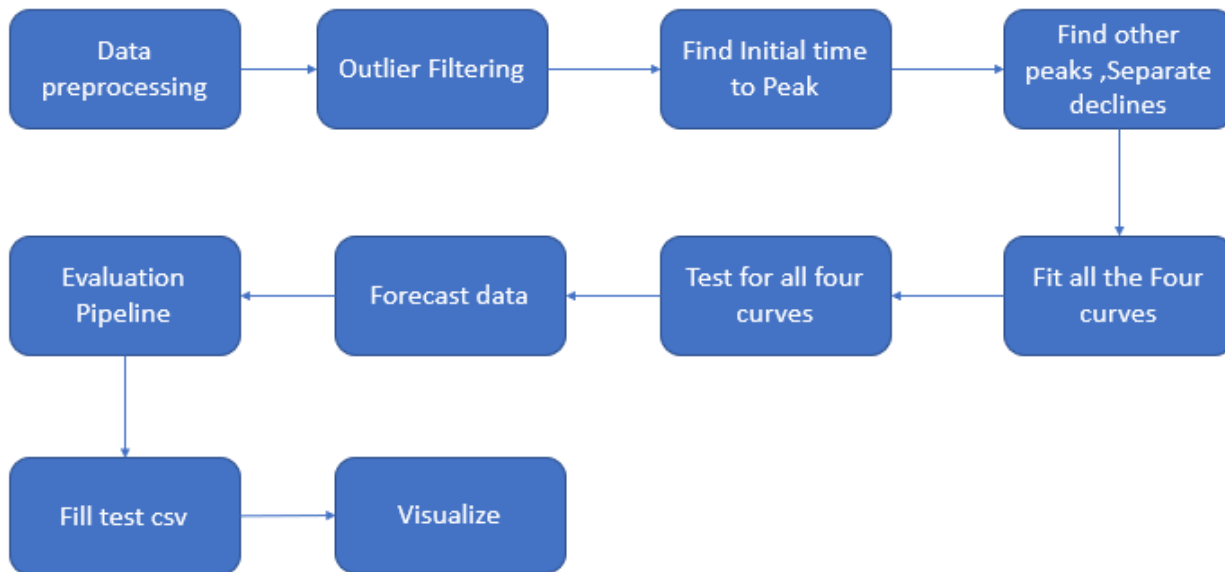 Data
preprocessing
Outlier Filtering
Find Initial time
to Peak
Find other
peaks ,Separate
declines
Fit all the Four
curves
Test for all four
curves
Forecast data
Evaluation
Pipeline
Fill test csv
Visualize